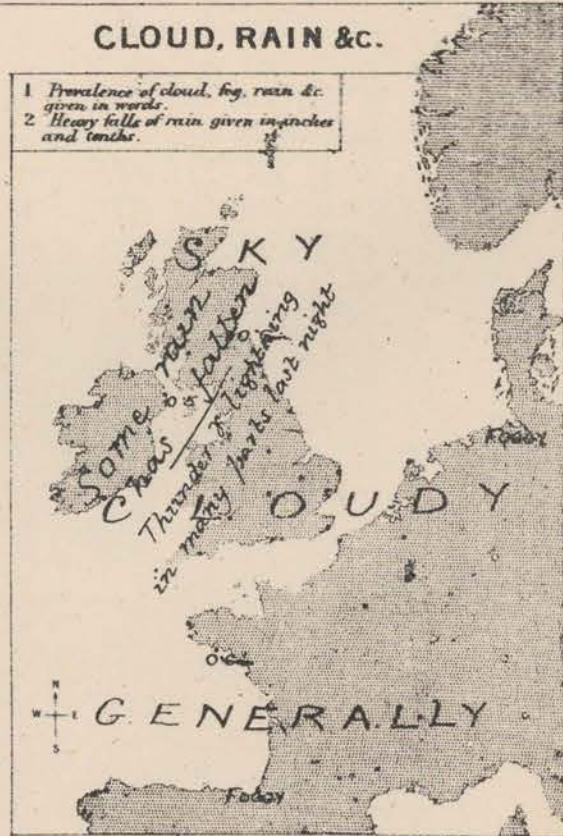 CLOUD, RAIN &c.
1 Prevalence of cloud, fog, rain &c
given in words.
2 Heavy falls of rain given in inches
and tenths.
SKY
Some rain
has fallen
Thunder & lightning
in many parts last night
Foggy
CLOUDY
N
W E
S
GENERALLY
Foggy